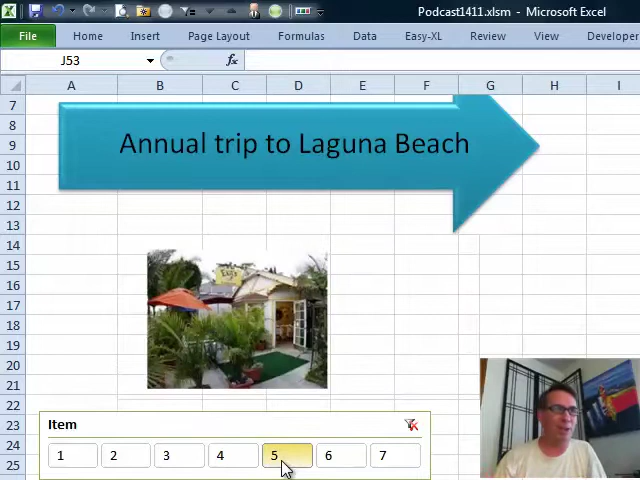 Podcast1411.xlsm - Microsoft Excel
File Home Insert Page Layout Formulas Data Easy-XL Review View Developer
J53 fx
A B C D E F G H I
7
8
Annual trip to Laguna Beach
9
10
11
12
13
14
15
16
17
18
19
20
21
22
23
24
25
Item
1 2 3 4 5 6 7